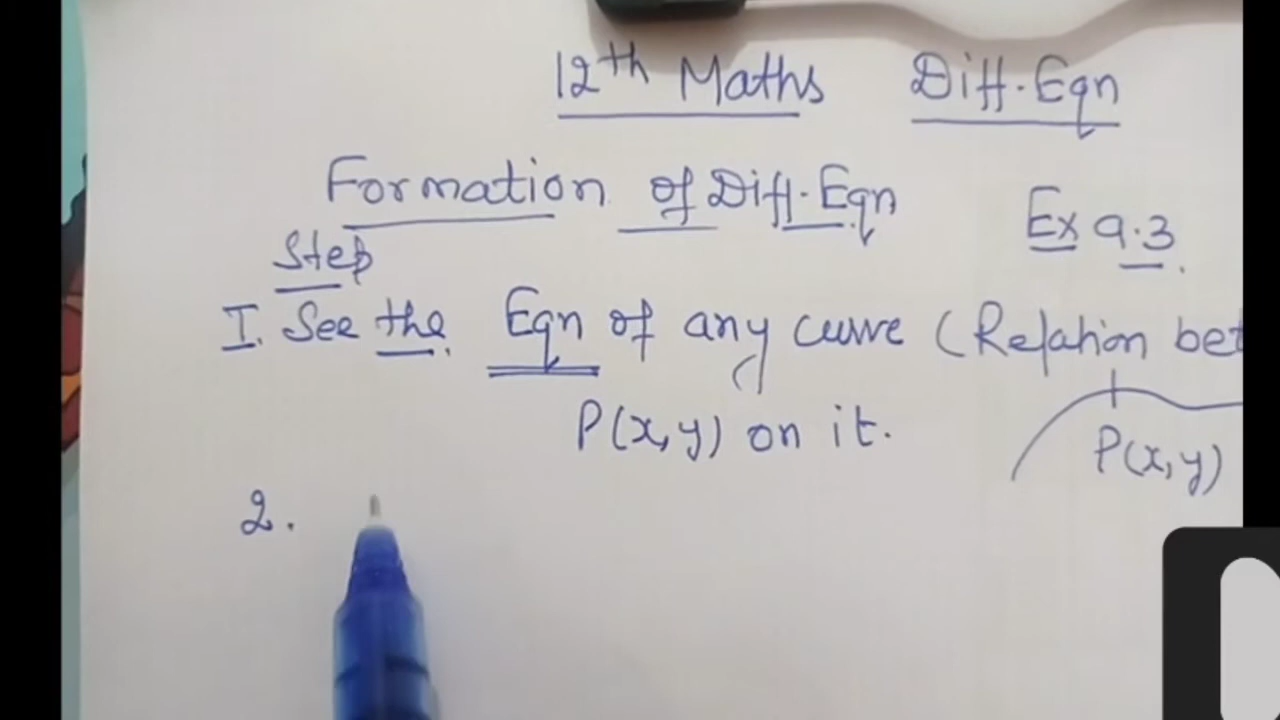 12th Maths Diff. Eqn
Formation of Diff. Eqn Ex 9.3
Step
I. See the Eqn of any curve (Relation bet
P(x,y) on it.
P(x,y)
2.